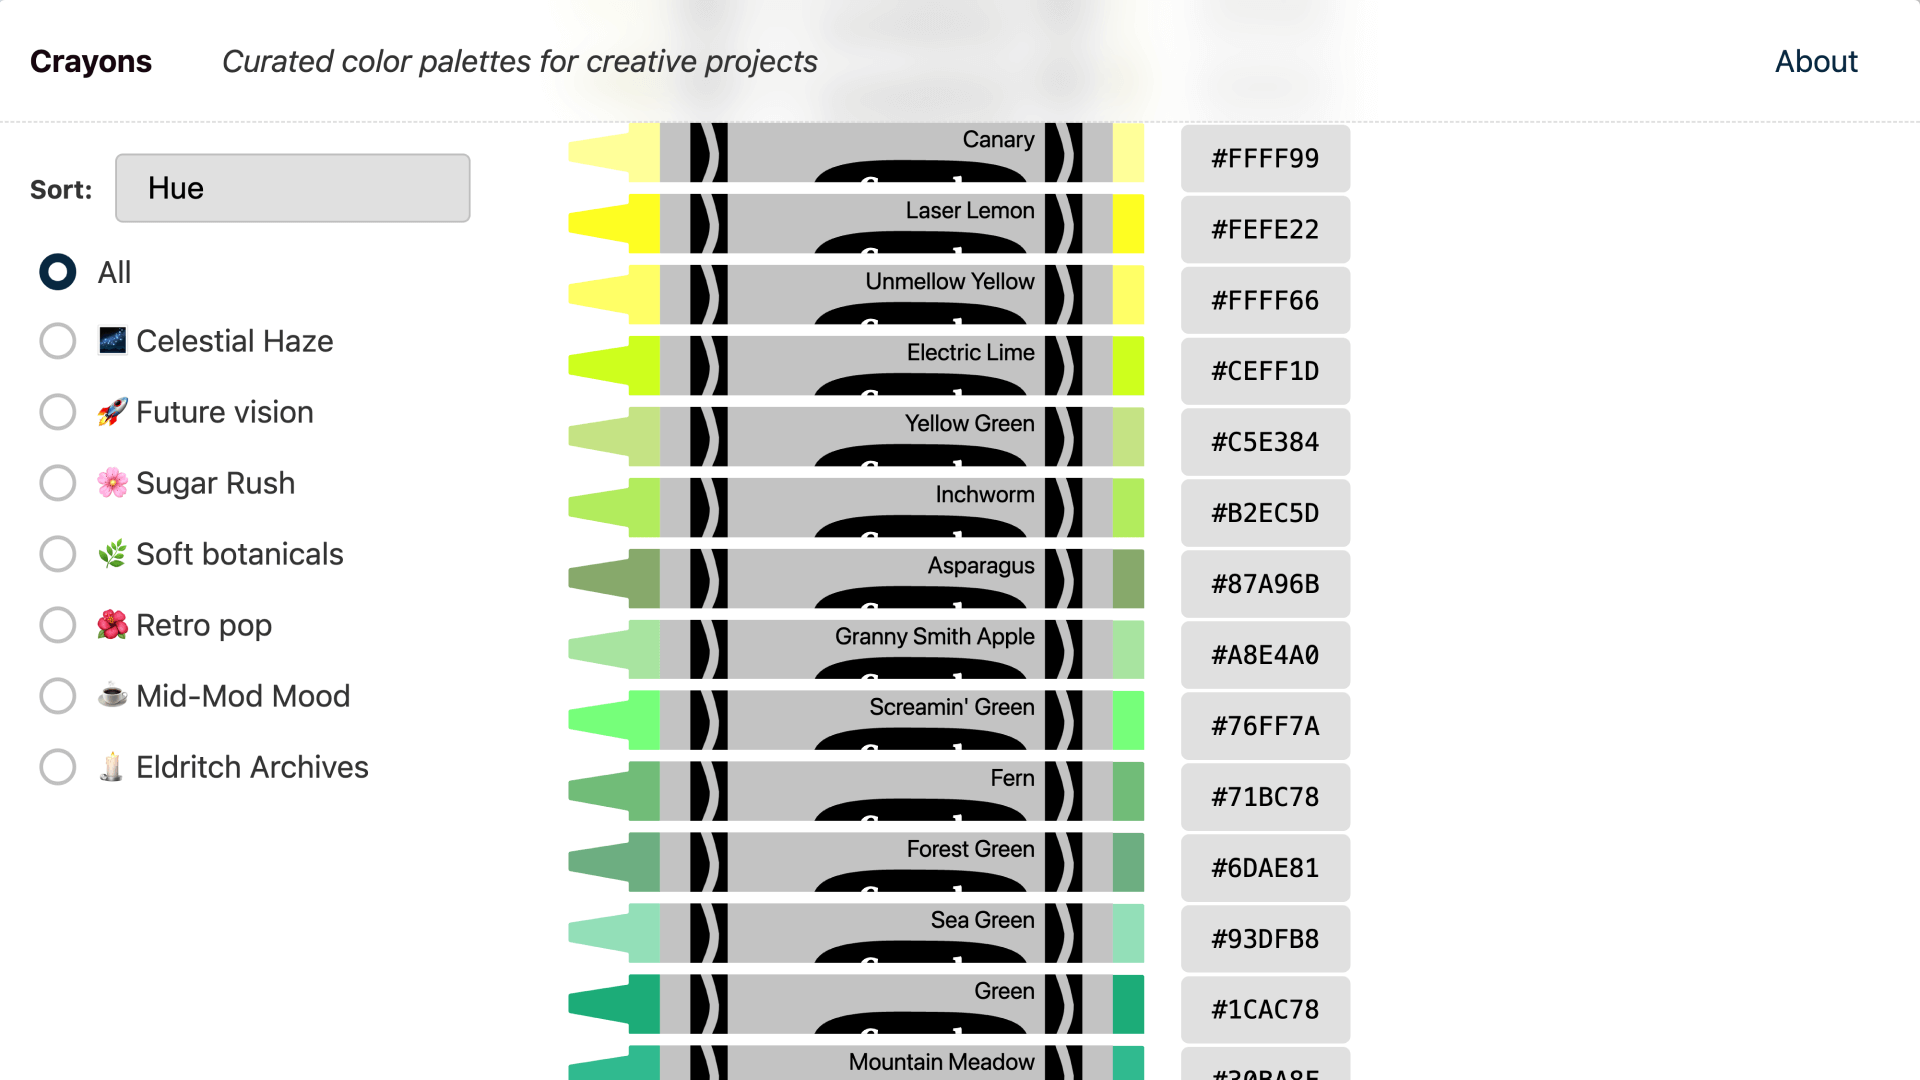 Crayons
Curated color palettes for creative projects
About
Sort:
Hue
All
Celestial Haze
Future vision
Sugar Rush
Soft botanicals
Retro pop
Mid-Mod Mood
Eldritch Archives
Canary
#FFFF99
Laser Lemon
#FEFE22
Unmellow Yellow
#FFFF66
Electric Lime
#CEFF1D
Yellow Green
#C5E384
Inchworm
#B2EC5D
Asparagus
#87A96B
Granny Smith Apple
#A8E4A0
Screamin' Green
#76FF7A
Fern
#71BC78
Forest Green
#6DAE81
Sea Green
#93DFB8
Green
#1CAC78
Mountain Meadow